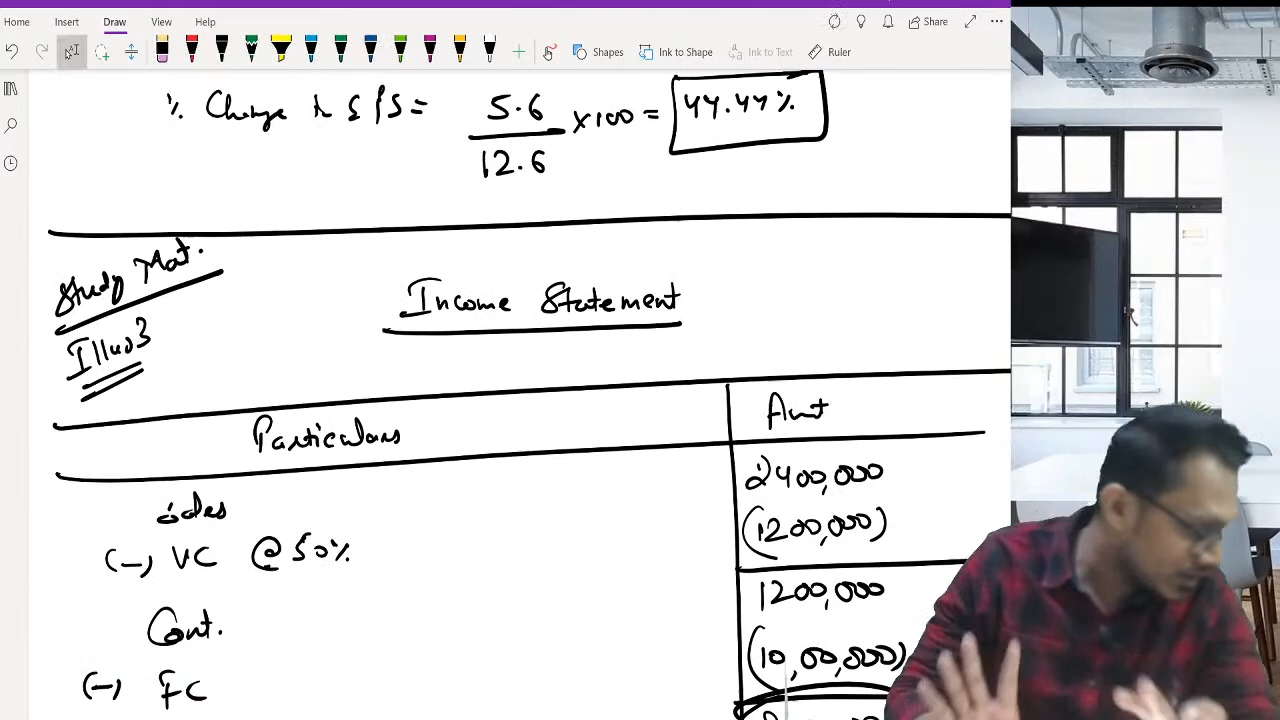 Home Insert Draw View Help
Share
Shapes Ink to Shape Ink to Text Ruler
% Change in EPS = 5.6 / 12.6 ×100 = 44.44%
Study Mat.
Illus 3
Income Statement
Particulars Amt
Sales 2400,000
(-) VC @ 50% (1200,000)
Cont. 1200,000
(-) FC (10,00,000)